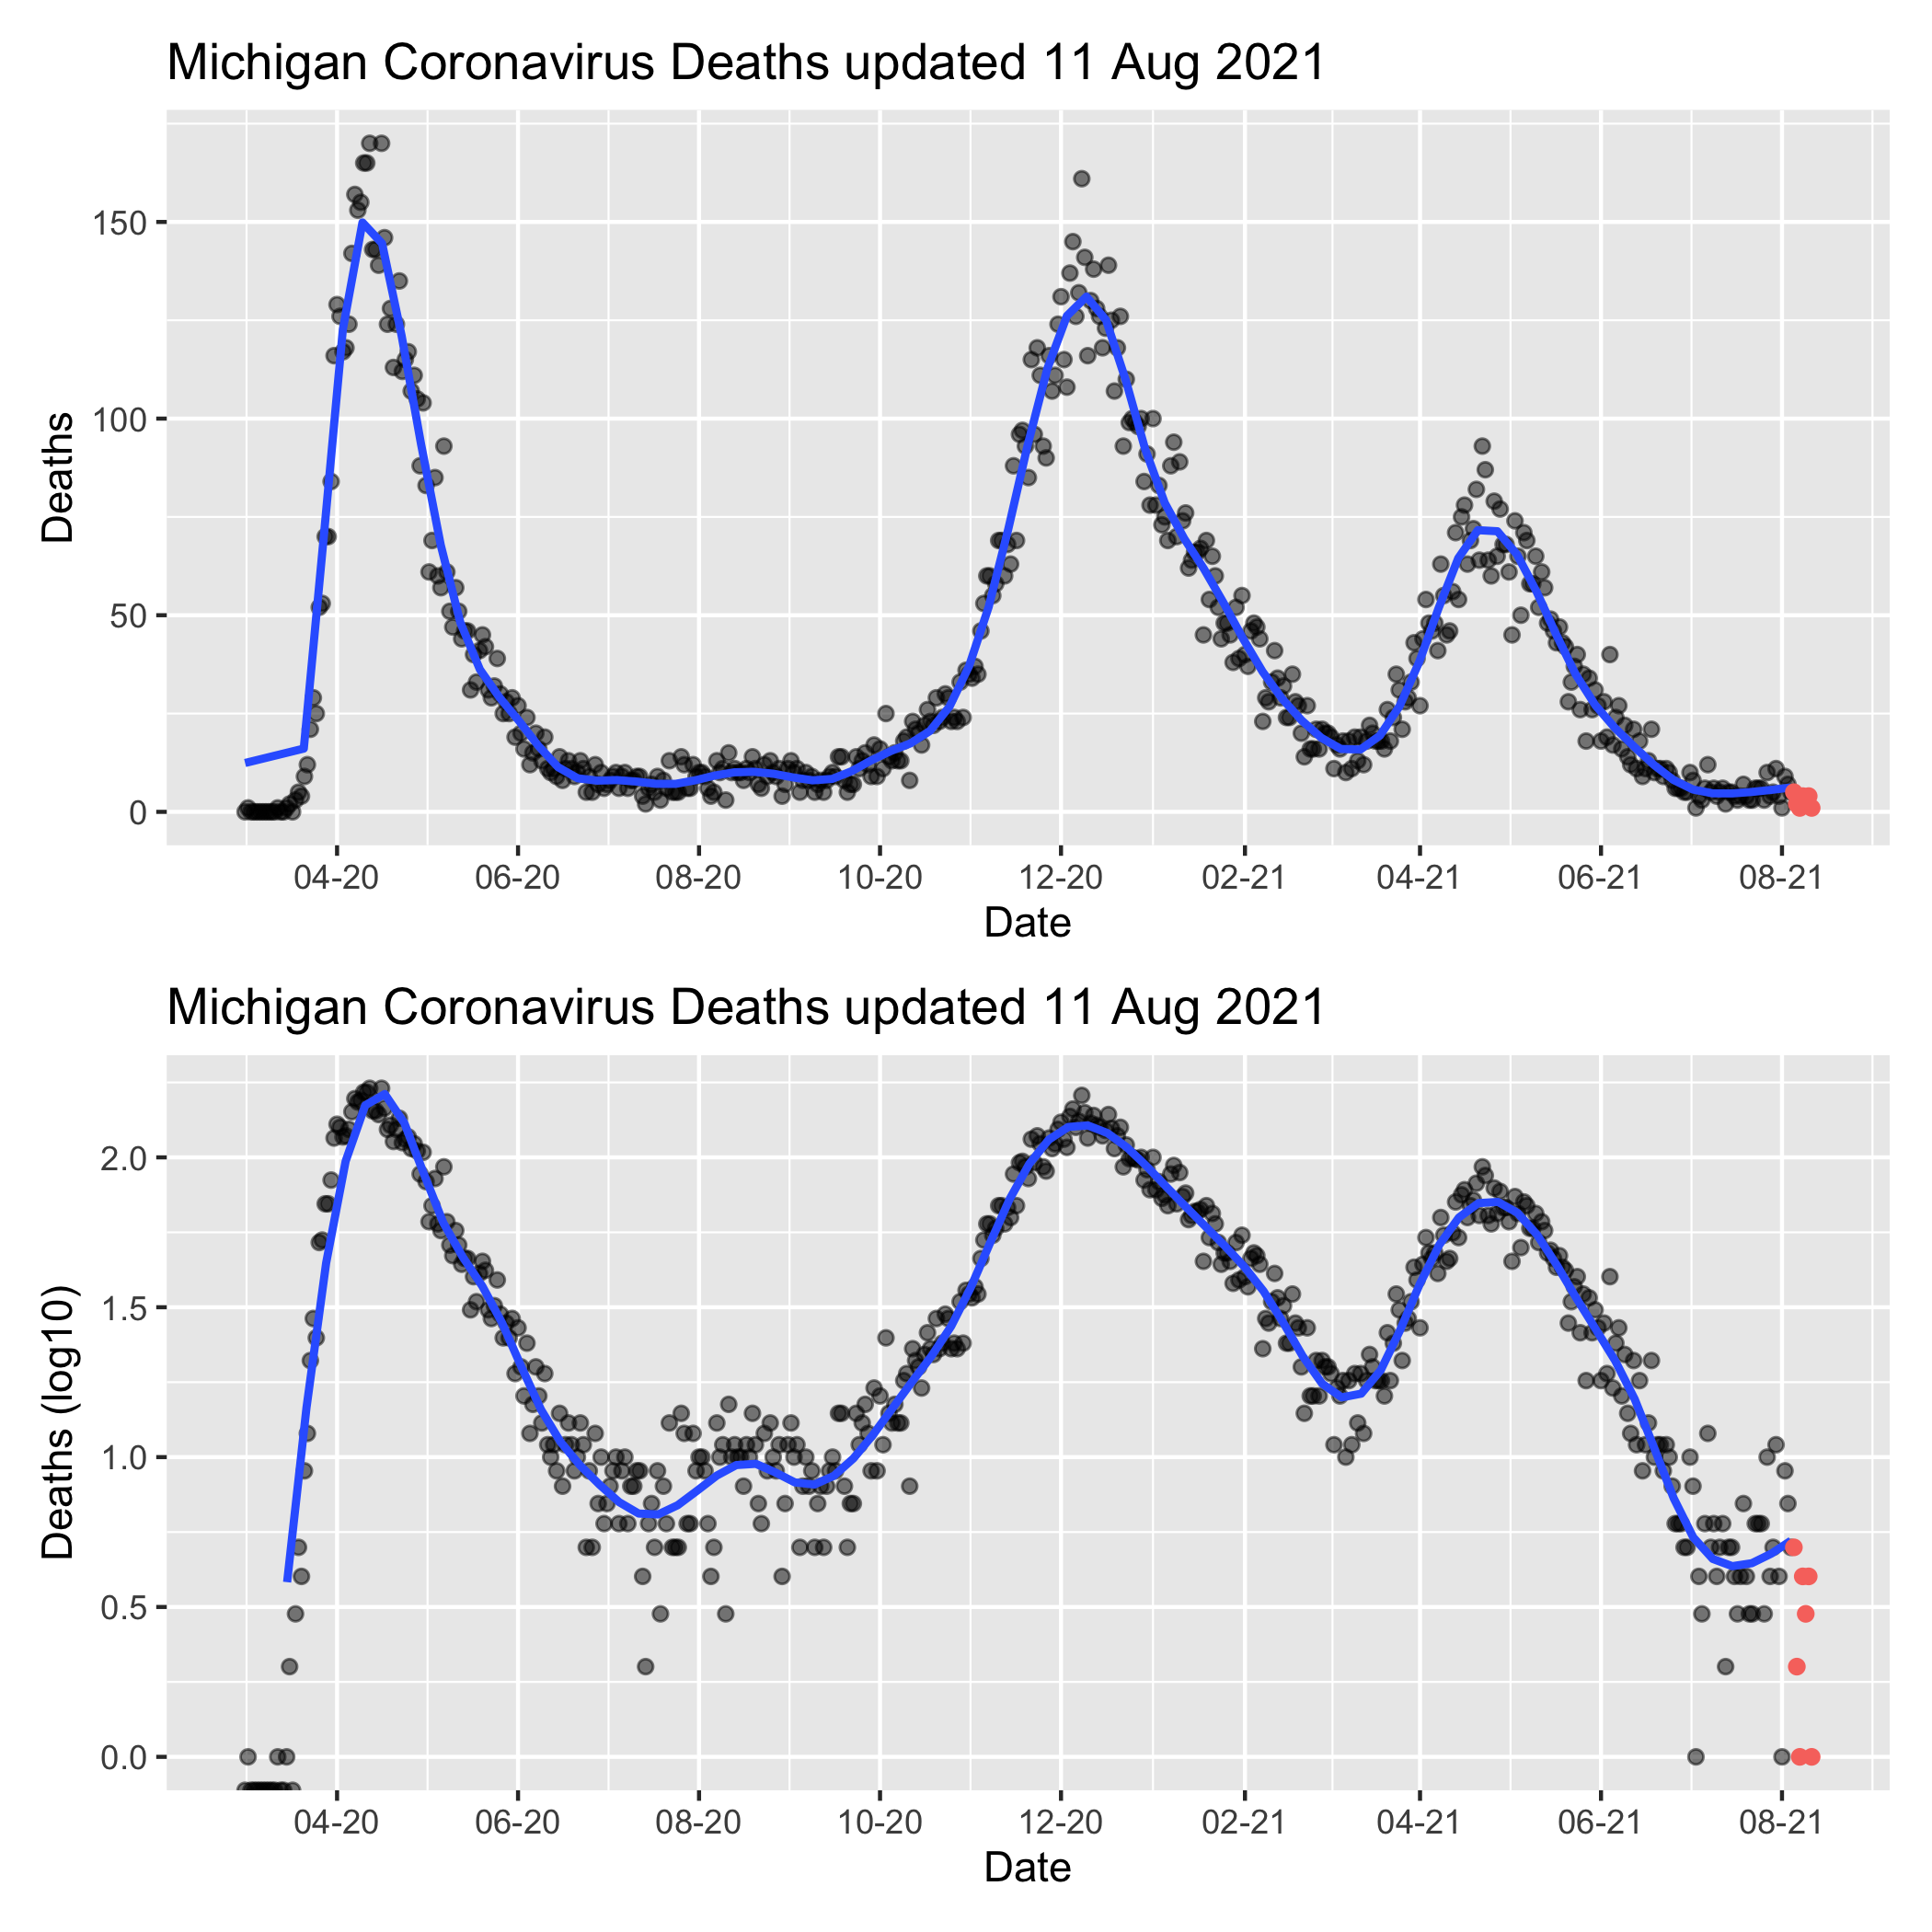 Michigan Coronavirus Deaths updated 11 Aug 2021
150
100
50
0
Deaths
04-20 06-20 08-20 10-20 12-20 02-21 04-21 06-21 08-21
Date
Michigan Coronavirus Deaths updated 11 Aug 2021
2.0
1.5
1.0
0.5
0.0
Deaths (log10)
04-20 06-20 08-20 10-20 12-20 02-21 04-21 06-21 08-21
Date